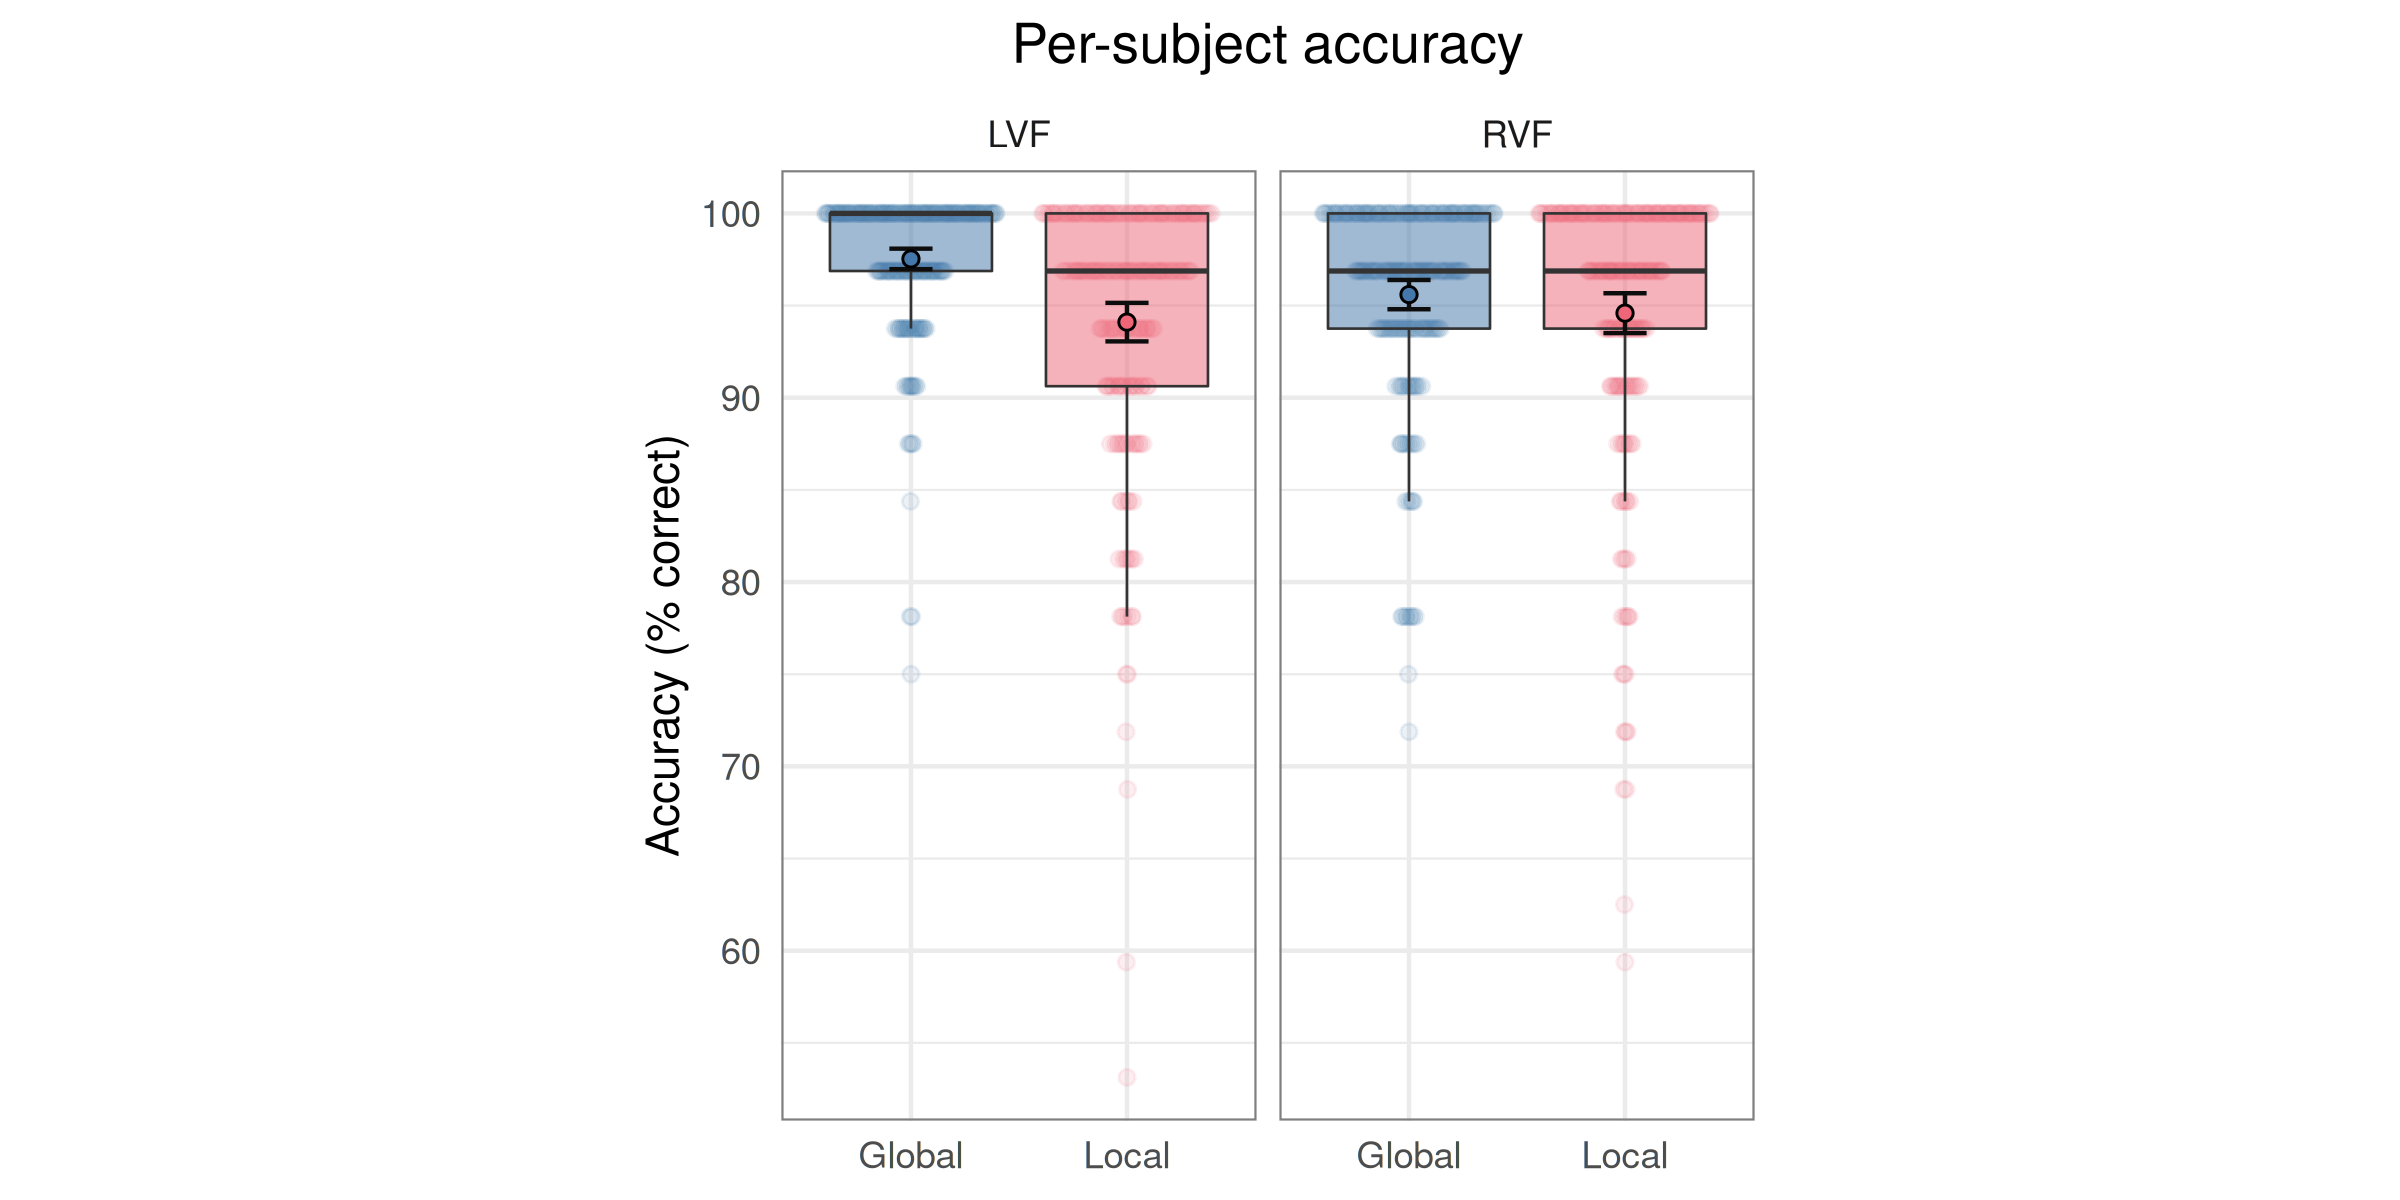 Per-subject accuracy
LVF
RVF
Accuracy (% correct)
100
90
80
70
60
Global
Local
Global
Local